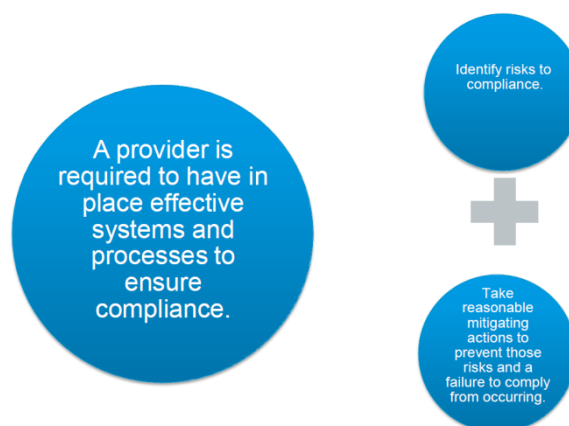 A provider is
required to have in
place effective
systems and
processes to
ensure
compliance.
Identify risks to
compliance.
Take
reasonable
mitigating
actions to
prevent those
risks and a
failure to comply
from occurring.